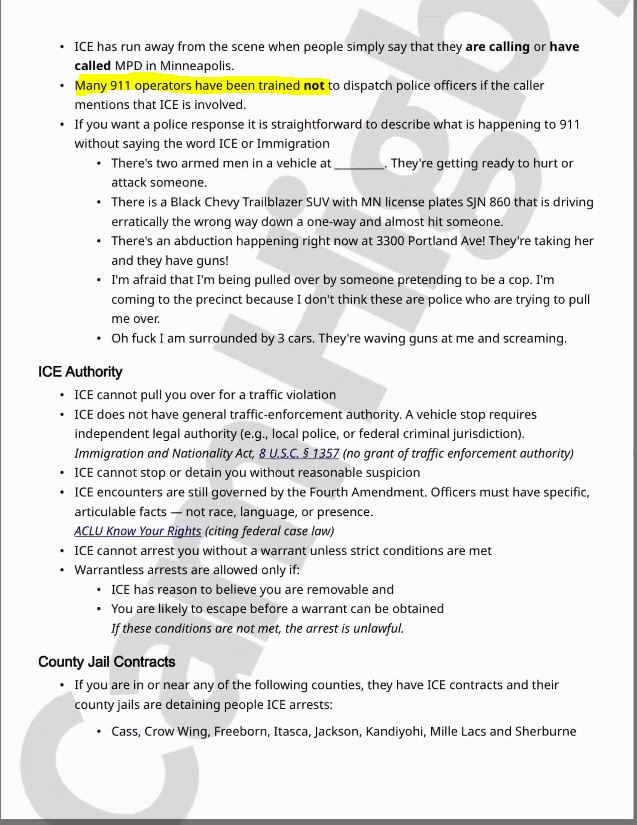 • ICE has run away from the scene when people simply say that they are calling or have
called MPD in Minneapolis.
• Many 911 operators have been trained not to dispatch police officers if the caller
mentions that ICE is involved.
• If you want a police response it is straightforward to describe what is happening to 911
without saying the word ICE or Immigration
• There's two armed men in a vehicle at ________. They're getting ready to hurt or
attack someone.
• There is a Black Chevy Trailblazer SUV with MN license plates SJN 860 that is driving
erratically the wrong way down a one-way and almost hit someone.
• There's an abduction happening right now at 3300 Portland Ave! They're taking her
and they have guns!
• I'm afraid that I'm being pulled over by someone pretending to be a cop. I'm
coming to the precinct because I don't think these are police who are trying to pull
me over.
• Oh fuck I am surrounded by 3 cars. They're waving guns at me and screaming.
ICE Authority
• ICE cannot pull you over for a traffic violation
• ICE does not have general traffic-enforcement authority. A vehicle stop requires
independent legal authority (e.g., local police, or federal criminal jurisdiction).
Immigration and Nationality Act, 8 U.S.C. § 1357 (no grant of traffic enforcement authority)
• ICE cannot stop or detain you without reasonable suspicion
• ICE encounters are still governed by the Fourth Amendment. Officers must have specific,
articulable facts — not race, language, or presence.
ACLU Know Your Rights (citing federal case law)
• ICE cannot arrest you without a warrant unless strict conditions are met
• Warrantless arrests are allowed only if:
• ICE has reason to believe you are removable and
• You are likely to escape before a warrant can be obtained
If these conditions are not met, the arrest is unlawful.
County Jail Contracts
• If you are in or near any of the following counties, they have ICE contracts and their
county jails are detaining people ICE arrests:
• Cass, Crow Wing, Freeborn, Itasca, Jackson, Kandiyohi, Mille Lacs and Sherburne
Cam Higb